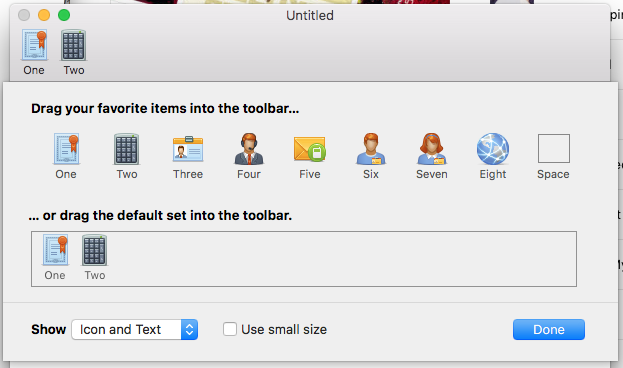 Untitled
One Two
Drag your favorite items into the toolbar...
One Two Three Four Five Six Seven Eight Space
... or drag the default set into the toolbar.
One Two
Show Icon and Text Use small size Done